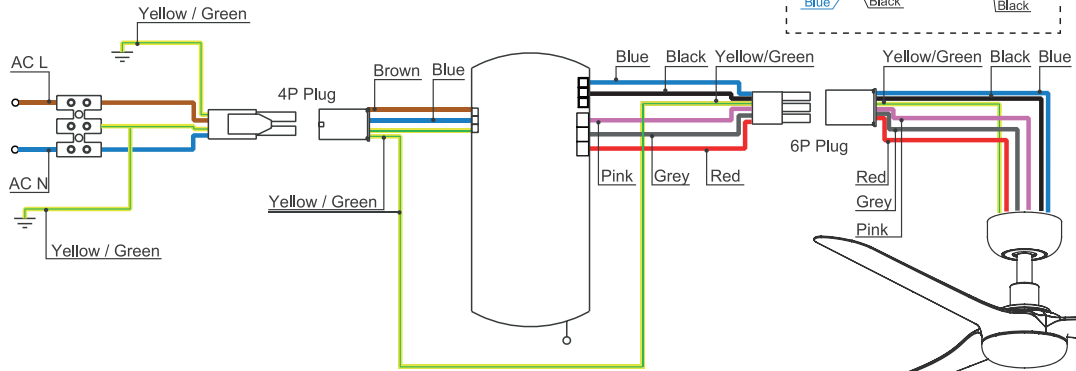 Blue
Black
Black
Yellow / Green
AC L
4P Plug
Brown
Blue
Blue
Black
Yellow/Green
Yellow/Green
Black
Blue
6P Plug
AC N
Pink
Grey
Red
Red
Grey
Pink
Yellow / Green
Yellow / Green